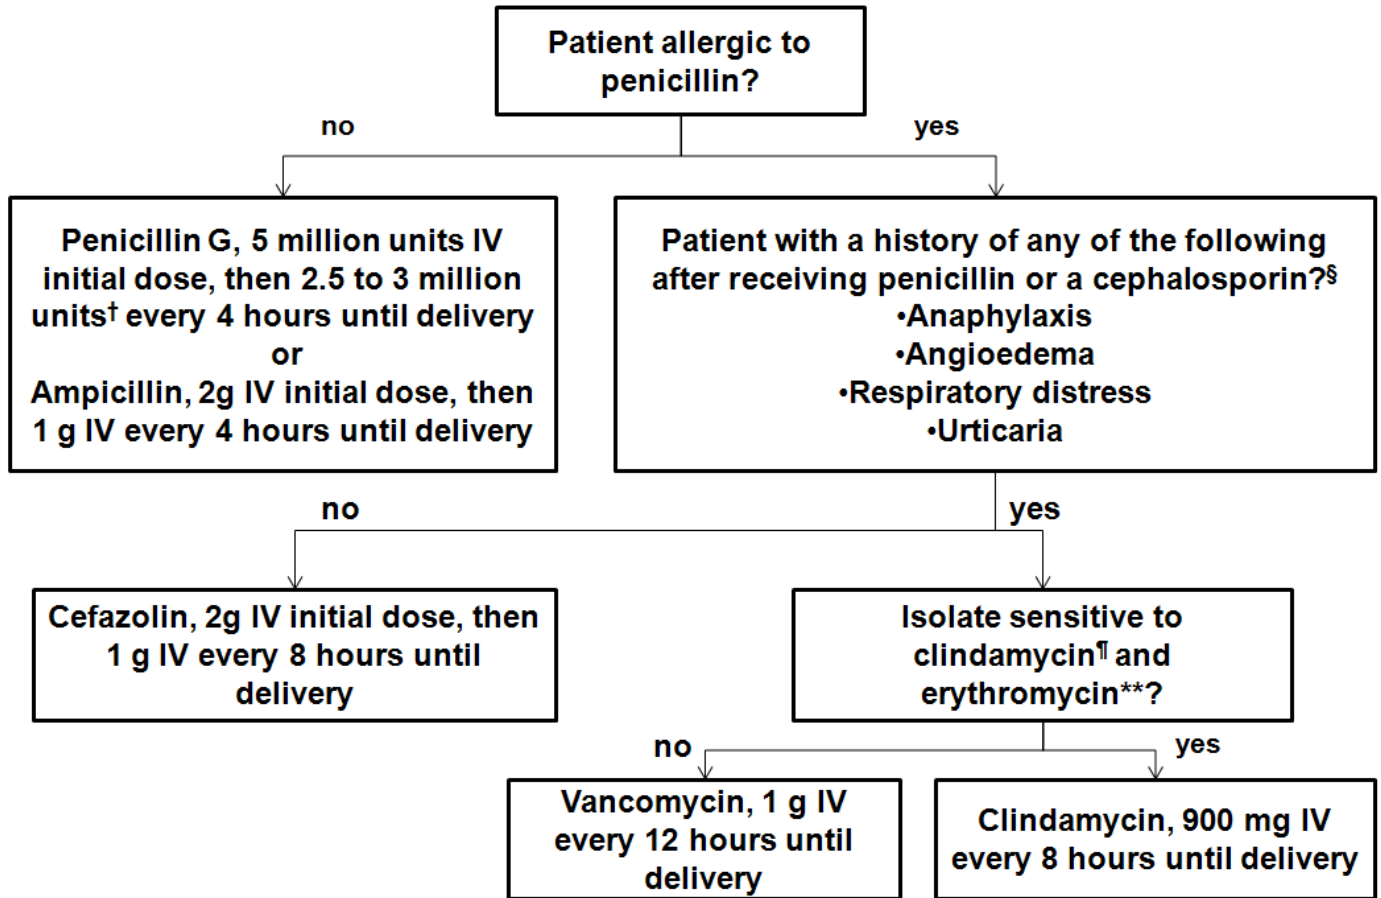 Patient allergic to
penicillin?
no
yes
Penicillin G, 5 million units IV
initial dose, then 2.5 to 3 million
units† every 4 hours until delivery
or
Ampicillin, 2g IV initial dose, then
1 g IV every 4 hours until delivery
Patient with a history of any of the following
after receiving penicillin or a cephalosporin?§
•Anaphylaxis
•Angioedema
•Respiratory distress
•Urticaria
no
yes
Cefazolin, 2g IV initial dose, then
1 g IV every 8 hours until
delivery
Isolate sensitive to
clindamycin¶ and
erythromycin**?
no
yes
Vancomycin, 1 g IV
every 12 hours until
delivery
Clindamycin, 900 mg IV
every 8 hours until delivery